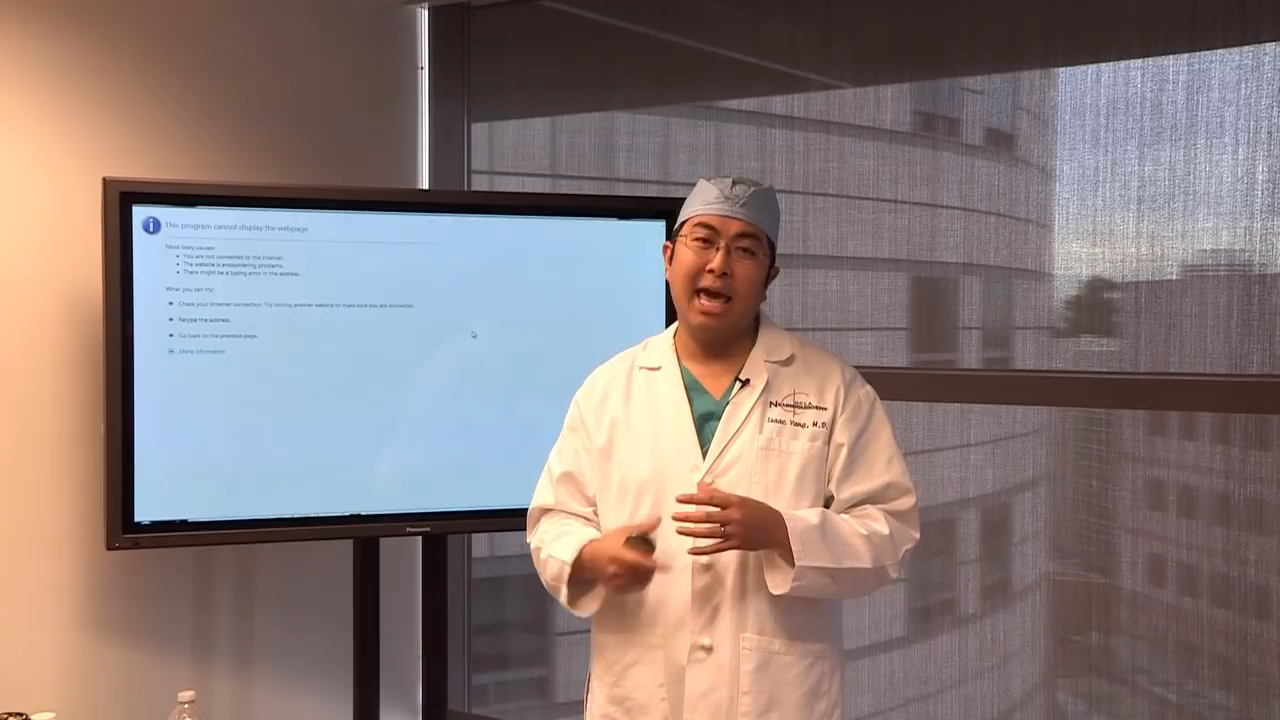 This program cannot display the webpage
Most likely causes:
You are not connected to the Internet.
The website is encountering problems.
There might be a typing error in the address.
What you can try:
Check your Internet connection. Try visiting another website to make sure you are connected.
Retype the address.
Go back to the previous page.
More information
Panasonic
UCLA
NEUROSURGERY
Isaac Yang, M.D.